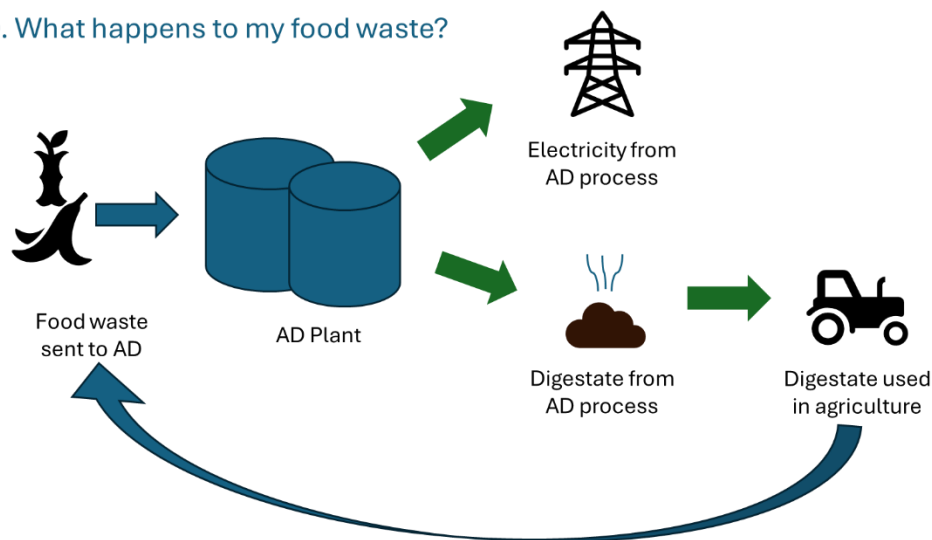 . What happens to my food waste?
Electricity from
AD process
Food waste
sent to AD
AD Plant
Digestate from
AD process
Digestate used
in agriculture